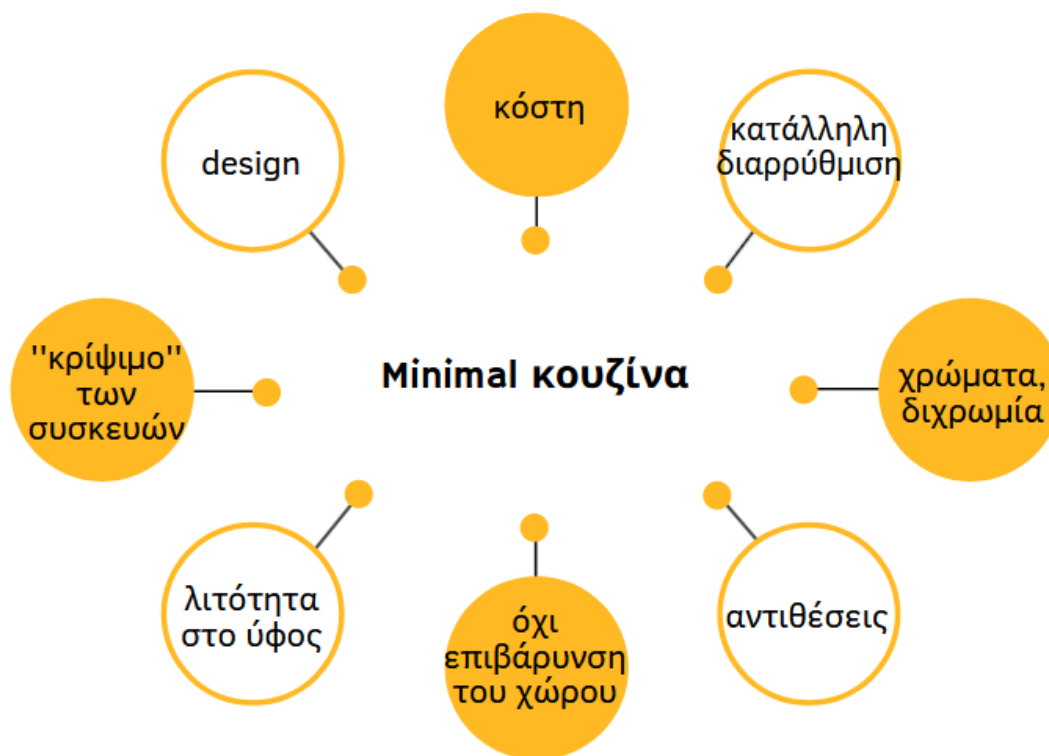 κόστη
κατάλληλη
διαρρύθμιση
design
''κρίψιμο''
των
συσκευών
Minimal κουζίνα
χρώματα,
διχρωμία
λιτότητα
στο ύφος
όχι
επιβάρυνση
του χώρου
αντιθέσεις